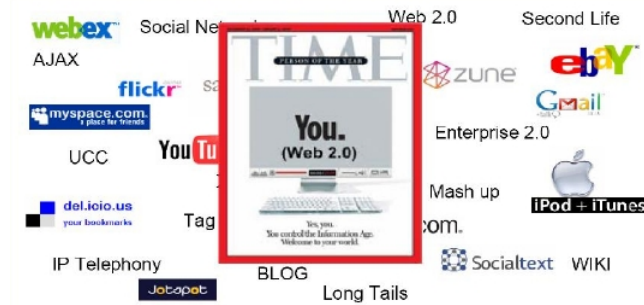 webex
Social Net
Web 2.0
Second Life
AJAX
TIME
PERSON OF THE YEAR
ebay
flickr
sa
zune
Gmail
myspace.com.
a place for friends
You.
(Web 2.0)
Enterprise 2.0
UCC
You Tu
Mash up
iPod + iTunes
del.icio.us
your bookmarks
Tag
Yes, you.
You control the Information Age.
Welcome to your world.
com.
IP Telephony
BLOG
Socialtext
WIKI
Jotspot
Long Tails